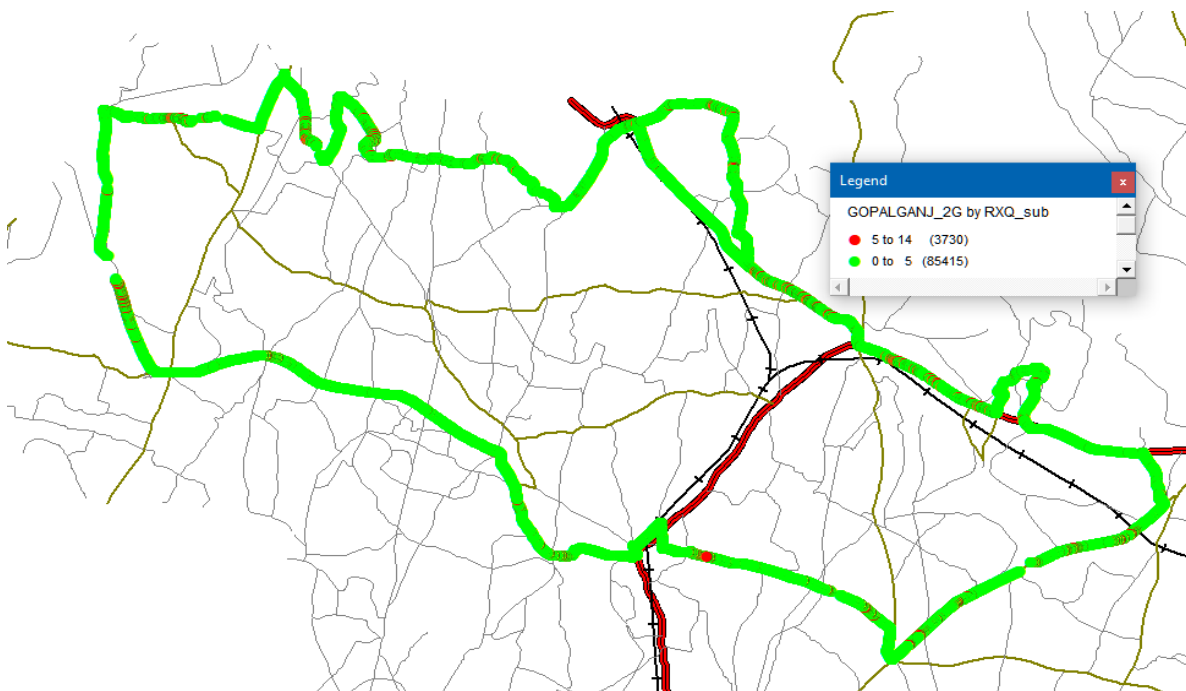 Legend
x
GOPALGANJ_2G by RXQ_sub
5 to 14 (3730)
0 to 5 (85415)